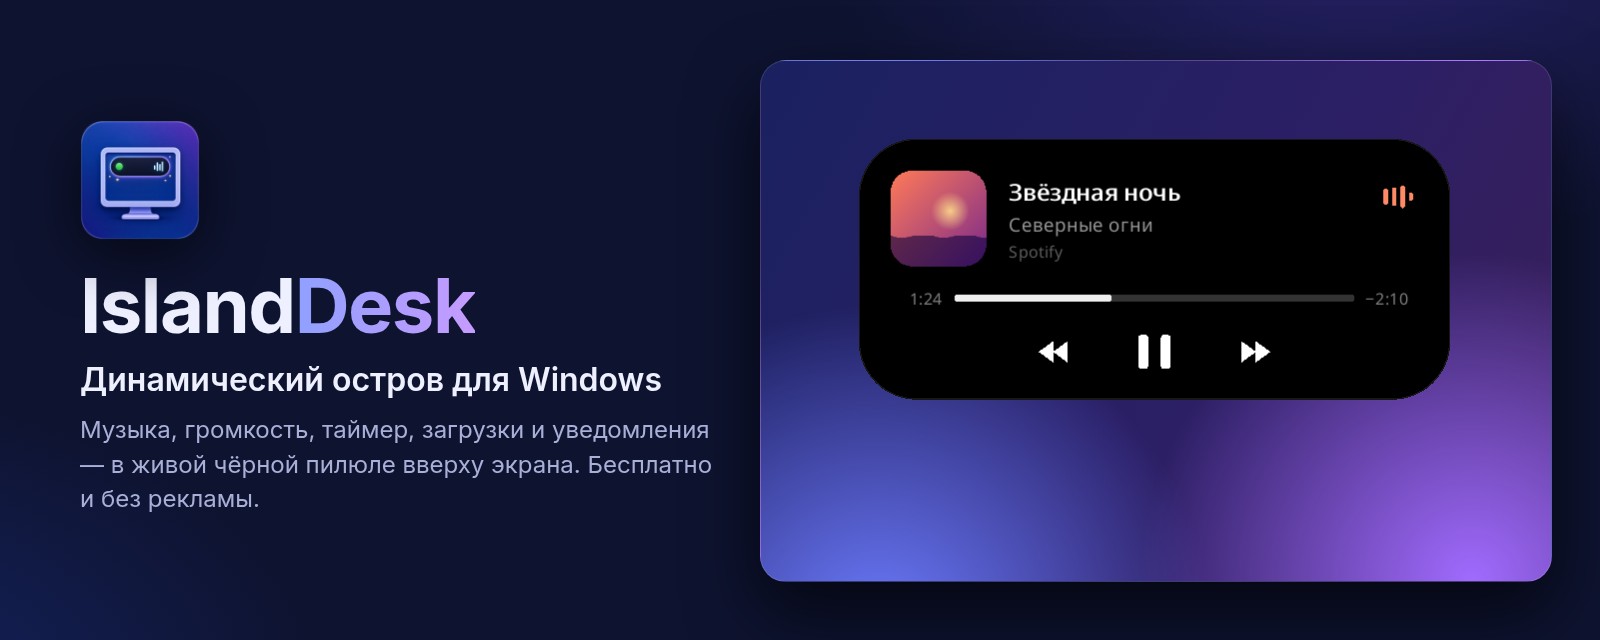 IslandDesk
Динамический остров для Windows
Музыка, громкость, таймер, загрузки и уведомления
— в живой чёрной пилюле вверху экрана. Бесплатно
и без рекламы.
Звёздная ночь
Северные огни
Spotify
1:24
−2:10